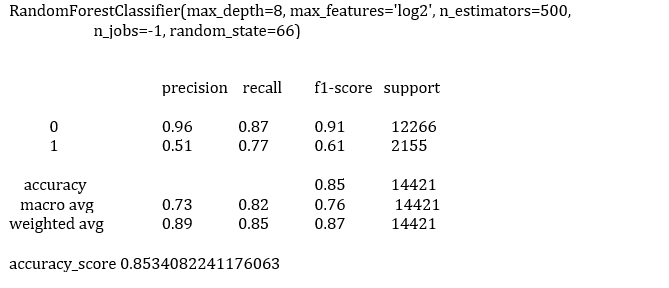 RandomForestClassifier(max_depth=8, max_features='log2', n_estimators=500,
n_jobs=-1, random_state=66)
precision recall f1-score support
0 0.96 0.87 0.91 12266
1 0.51 0.77 0.61 2155
accuracy 0.85 14421
macro avg 0.73 0.82 0.76 14421
weighted avg 0.89 0.85 0.87 14421
accuracy_score 0.8534082241176063